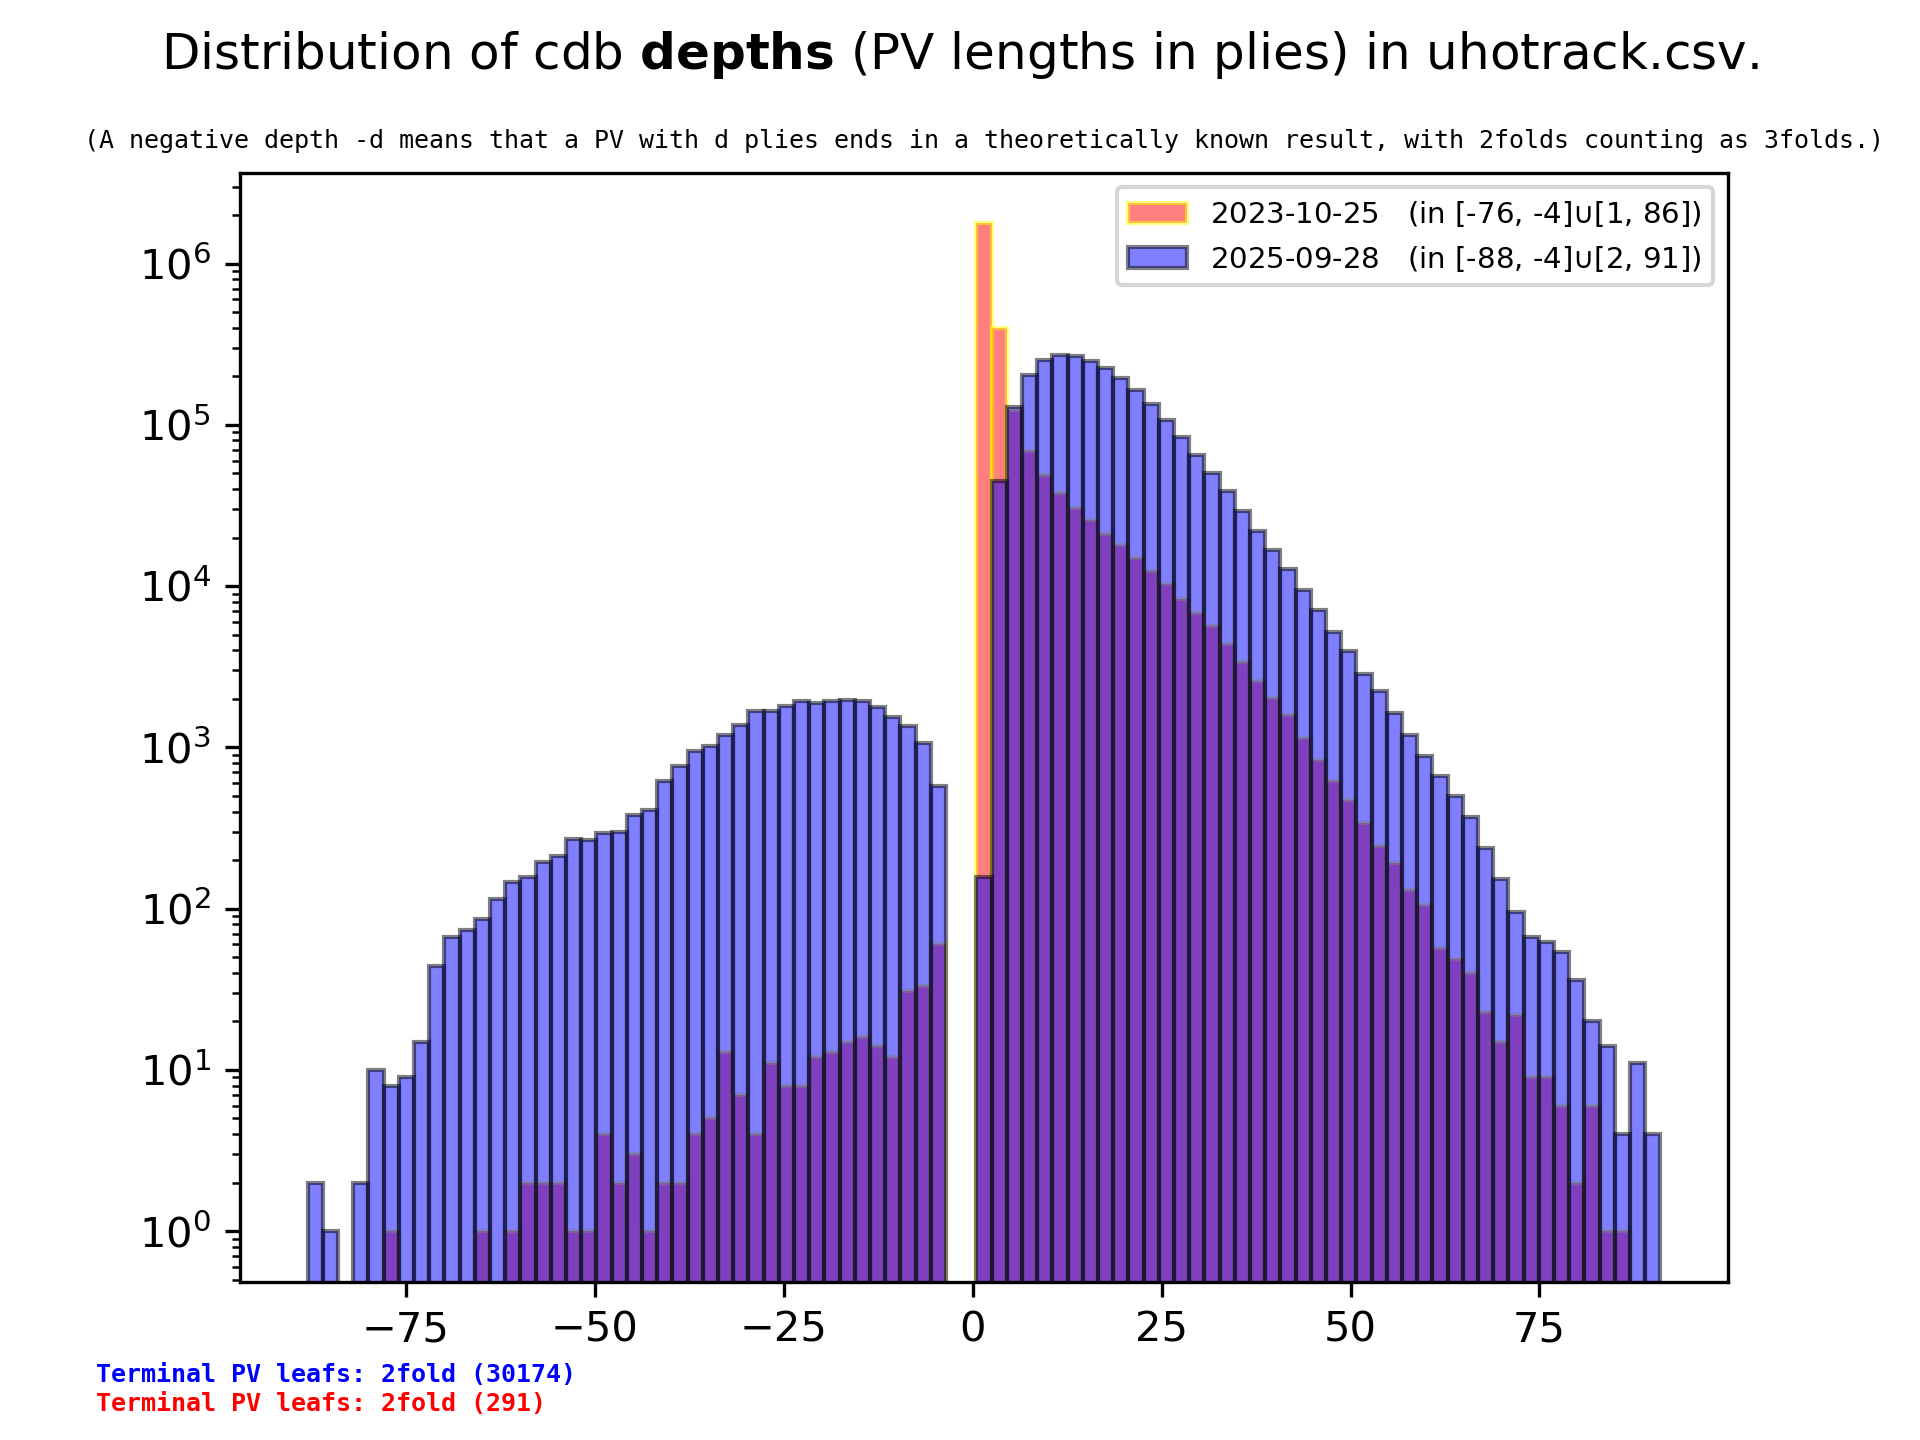 Distribution of cdb depths (PV lengths in plies) in uhotrack.csv.
(A negative depth -d means that a PV with d plies ends in a theoretically known result, with 2folds counting as 3folds.)
2023-10-25 (in [-76, -4]∪[1, 86])
2025-09-28 (in [-88, -4]∪[2, 91])
10⁶
10⁵
10⁴
10³
10²
10¹
10⁰
−75 −50 −25 0 25 50 75
Terminal PV leafs: 2fold (30174)
Terminal PV leafs: 2fold (291)